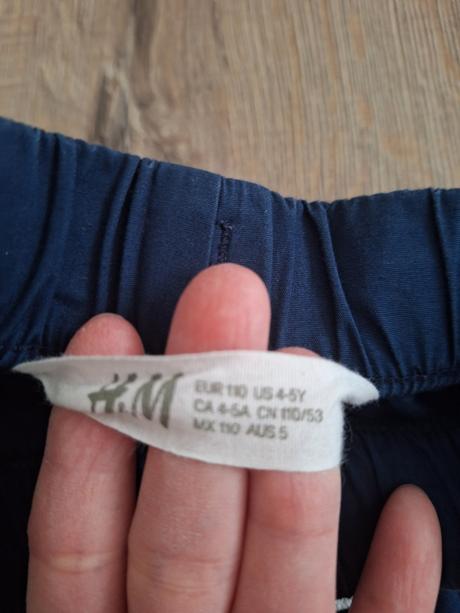 H&M
EUR 110 US 4-5Y
CA 4-5A CN 110/53
MX 110 AUS 5